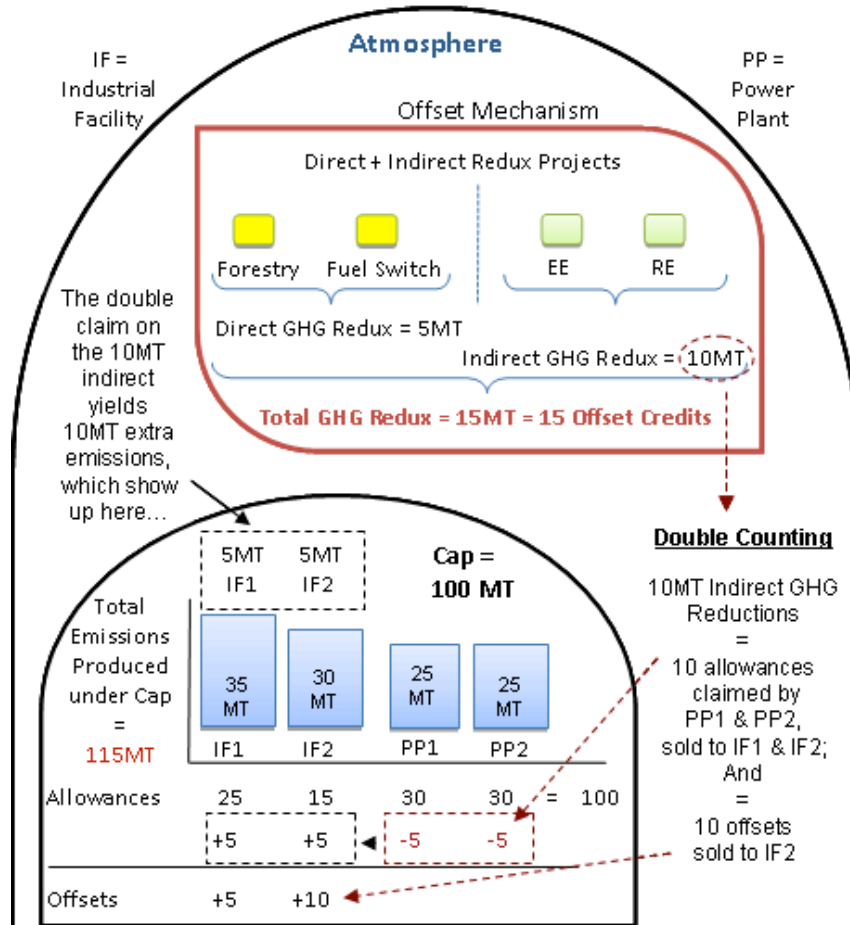 Atmosphere
IF =
Industrial
Facility
PP =
Power
Plant
Offset Mechanism
Direct + Indirect Redux Projects
Forestry Fuel Switch EE RE
Direct GHG Redux = 5MT
Indirect GHG Redux = 10MT
Total GHG Redux = 15MT = 15 Offset Credits
The double
claim on
the 10MT
indirect
yields
10MT extra
emissions,
which show
up here...
5MT 5MT
IF1 IF2
Cap =
100 MT
Total
Emissions
Produced
under Cap
=
115MT
35
MT
30
MT
25
MT
25
MT
IF1 IF2 PP1 PP2
Allowances 25 15 30 30 = 100
+5 +5 -5 -5
Offsets +5 +10
Double Counting
10MT Indirect GHG
Reductions
=
10 allowances
claimed by
PP1 & PP2,
sold to IF1 & IF2;
And
=
10 offsets
sold to IF2